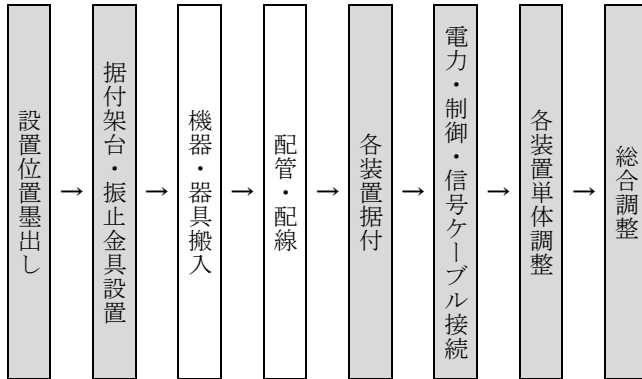 設置位置墨出し
→
据付架台・振止金具設置
→
機器・器具搬入
→
配管・配線
→
各装置据付
→
電力・制御・信号ケーブル接続
→
各装置単体調整
→
総合調整